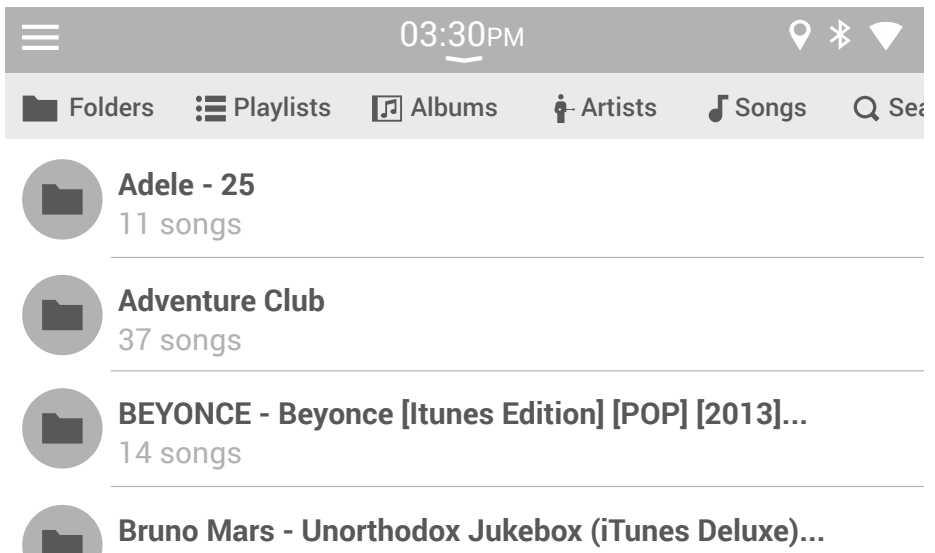 03:30PM
Folders Playlists Albums Artists Songs
Adele - 25
11 songs
Adventure Club
37 songs
BEYONCE - Beyonce [Itunes Edition] [POP] [2013]...
14 songs
Bruno Mars - Unorthodox Jukebox (iTunes Deluxe)...